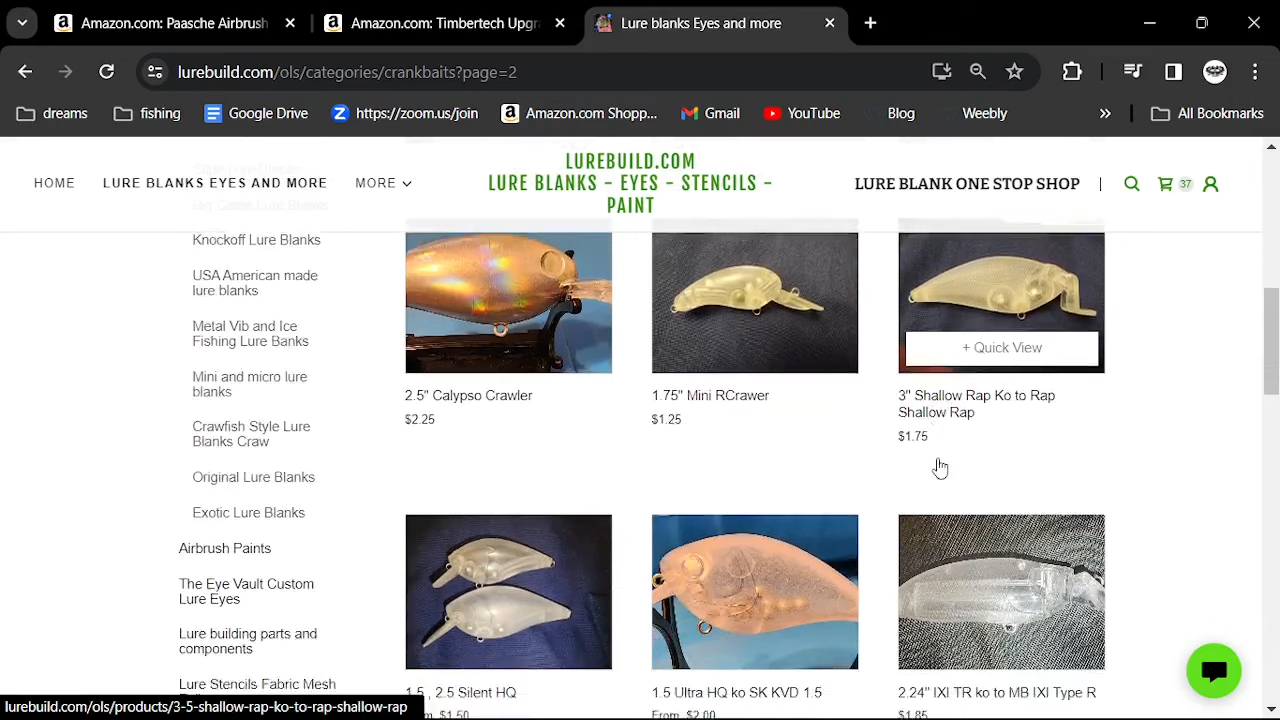 Amazon.com: Paasche Airbrush
Amazon.com: Timbertech Upgr
Lure blanks Eyes and more
lurebuild.com/ols/categories/crankbaits?page=2
dreams
fishing
Google Drive
https://zoom.us/join
Amazon.com Shopp...
Gmail
YouTube
Blog
Weekly
»
All Bookmarks
HOME
LURE BLANKS EYES AND MORE
MORE
LUREBUILD.COM
LURE BLANKS - EYES - STENCILS -
PAINT
LURE BLANK ONE STOP SHOP
37
Big Game Lure Blanks
Knockoff Lure Blanks
USA American made
lure blanks
Metal Vib and Ice
Fishing Lure Banks
Mini and micro lure
blanks
Crawfish Style Lure
Blanks Craw
Original Lure Blanks
Exotic Lure Blanks
Airbrush Paints
The Eye Vault Custom
Lure Eyes
Lure building parts and
components
Lure Stencils Fabric Mesh
+ Quick View
2.5" Calypso Crawler
$2.25
1.75" Mini RCrawer
$1.25
3" Shallow Rap Ko to Rap
Shallow Rap
$1.75
1.5 , 2.5 Silent HQ
From $1.50
1.5 Ultra HQ ko SK KVD 1.5
From $2.00
2.24" IXI TR ko to MB IXI Type R
$1.85
lurebuild.com/ols/products/3-5-shallow-rap-ko-to-rap-shallow-rap